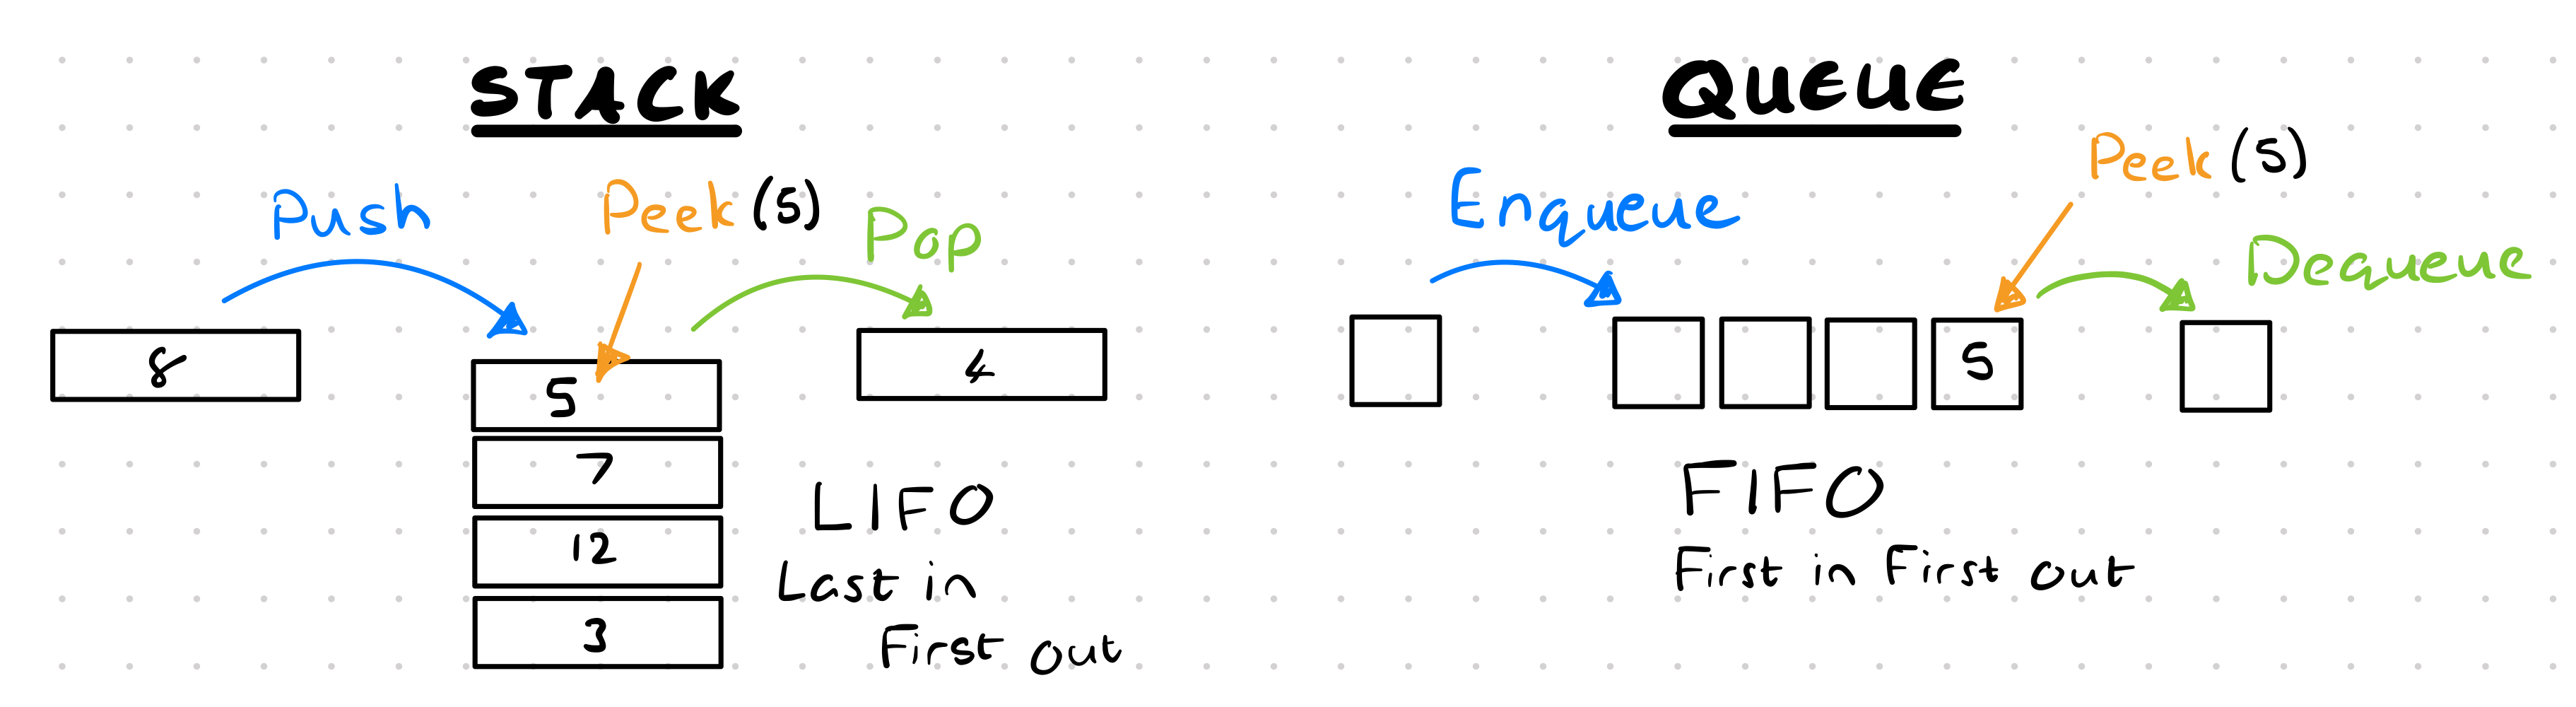 STACK
Push
Peek (5)
Pop
8
5
4
7
12
3
LIFO
Last in
First out
QUEUE
Enqueue
Peek (5)
Dequeue
5
FIFO
First in First out